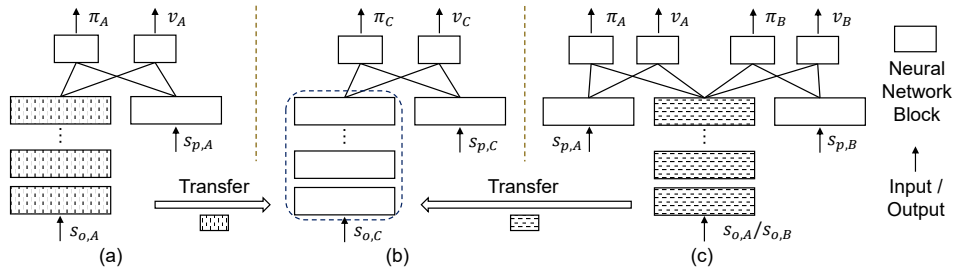 π_A v_A
s_{p,A}
⋮
s_{o,A}
(a)
Transfer
π_C v_C
s_{p,C}
⋮
s_{o,C}
(b)
Transfer
π_A v_A π_B v_B
s_{p,A} s_{p,B}
⋮
s_{o,A}/s_{o,B}
(c)
Neural
Network
Block
Input /
Output